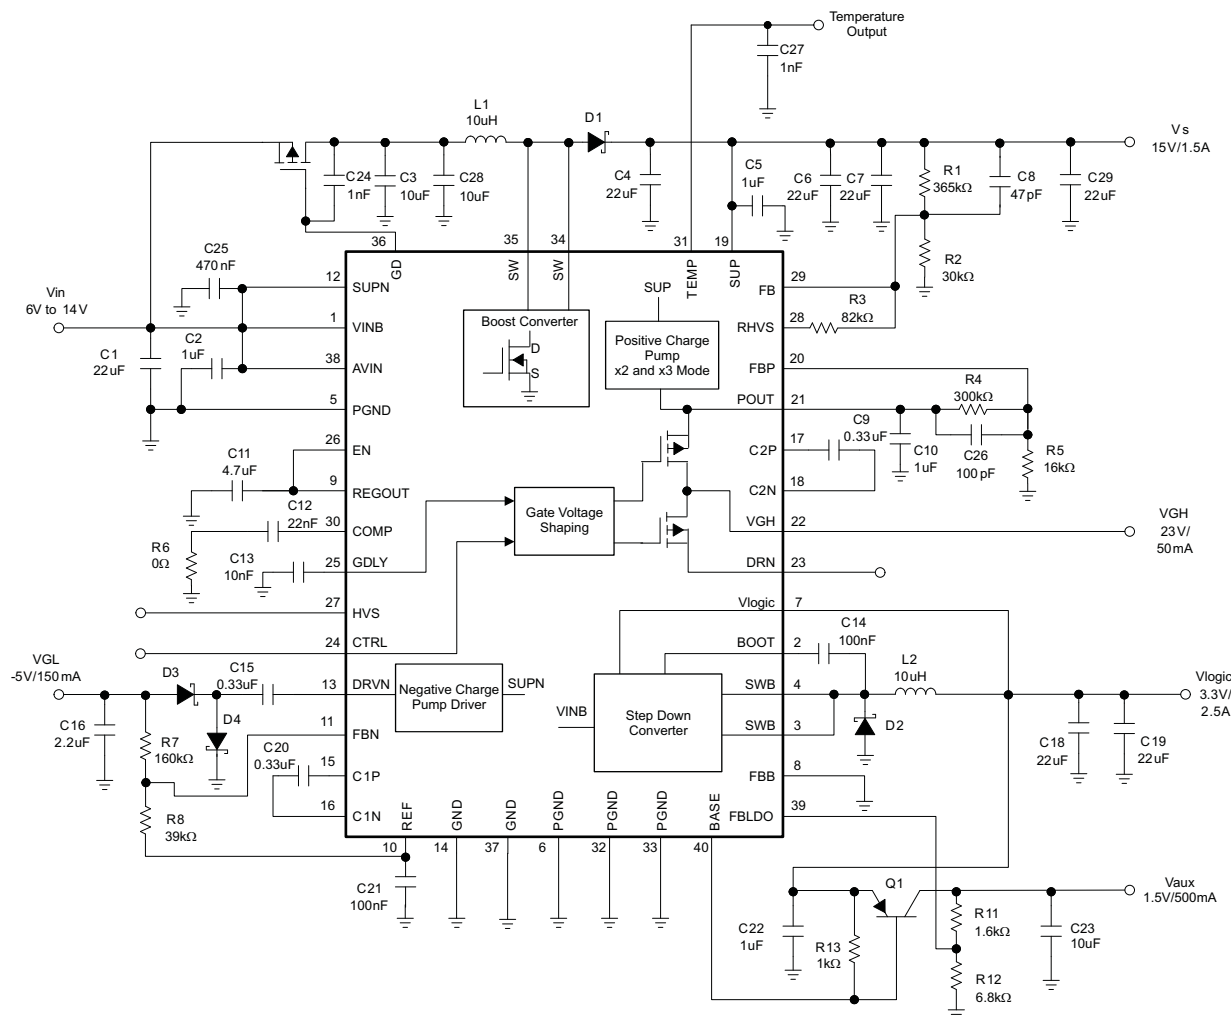 Temperature
Output
C27
1nF
L1
10uH
D1
Vs
15V/1.5A
C24
1nF
C3
10uF
C28
10uF
C4
22uF
C5
1uF
C6
22uF
C7
22uF
R1
365kΩ
C8
47pF
C29
22uF
R2
30kΩ
36
35
34
31
19
GD
SW
SW
TEMP
SUP
C25
470nF
12
SUPN
29
FB
Vin
6V to 14V
1
VINB
28
RHVS
R3
82kΩ
SUP
Boost Converter
D
S
Positive Charge
Pump
x2 and x3 Mode
C1
22uF
C2
1uF
38
AVIN
20
FBP
5
PGND
21
POUT
R4
300kΩ
C9
0.33uF
C10
1uF
C26
100pF
R5
16kΩ
26
EN
17
C2P
C11
4.7uF
9
REGOUT
18
C2N
C12
22nF
30
COMP
Gate Voltage
Shaping
22
VGH
VGH
23V/
50mA
R6
0Ω
C13
10nF
25
GDLY
23
DRN
27
HVS
7
Vlogic
24
CTRL
2
BOOT
C14
100nF
VGL
-5V/150mA
D3
C15
0.33uF
13
DRVN
Negative Charge
Pump Driver
SUPN
4
SWB
L2
10uH
Vlogic
3.3V/
2.5A
C16
2.2uF
R7
160kΩ
D4
11
FBN
VINB
Step Down
Converter
3
SWB
D2
C18
22uF
C19
22uF
C20
0.33uF
15
C1P
8
FBB
16
C1N
39
FBLDO
R8
39kΩ
REF
GND
GND
PGND
PGND
PGND
BASE
10
14
37
6
32
33
40
C21
100nF
Q1
Vaux
1.5V/500mA
C22
1uF
R13
1kΩ
R11
1.6kΩ
C23
10uF
R12
6.8kΩ